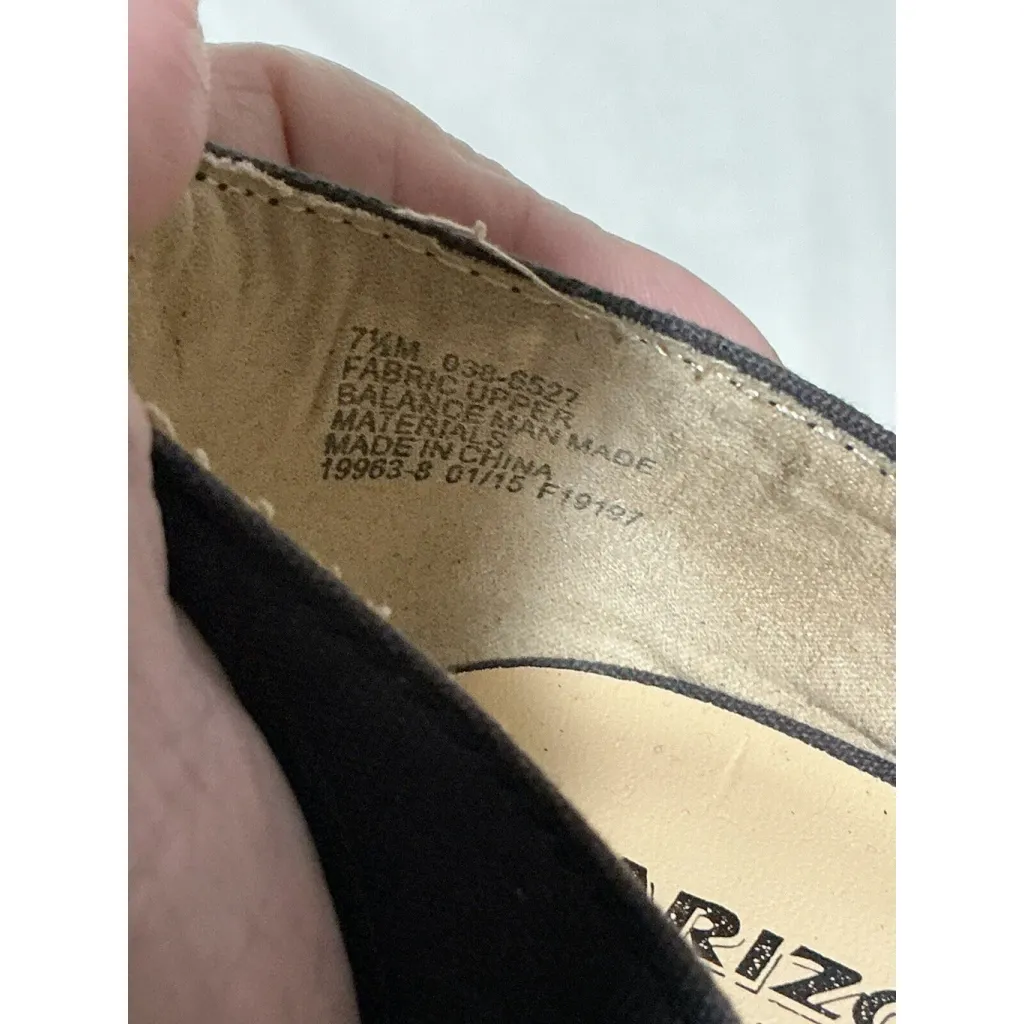 7½M 038-6527
FABRIC UPPER
BALANCE MAN MADE
MATERIALS
MADE IN CHINA
19963-8 01/15 F19197
ARIZO